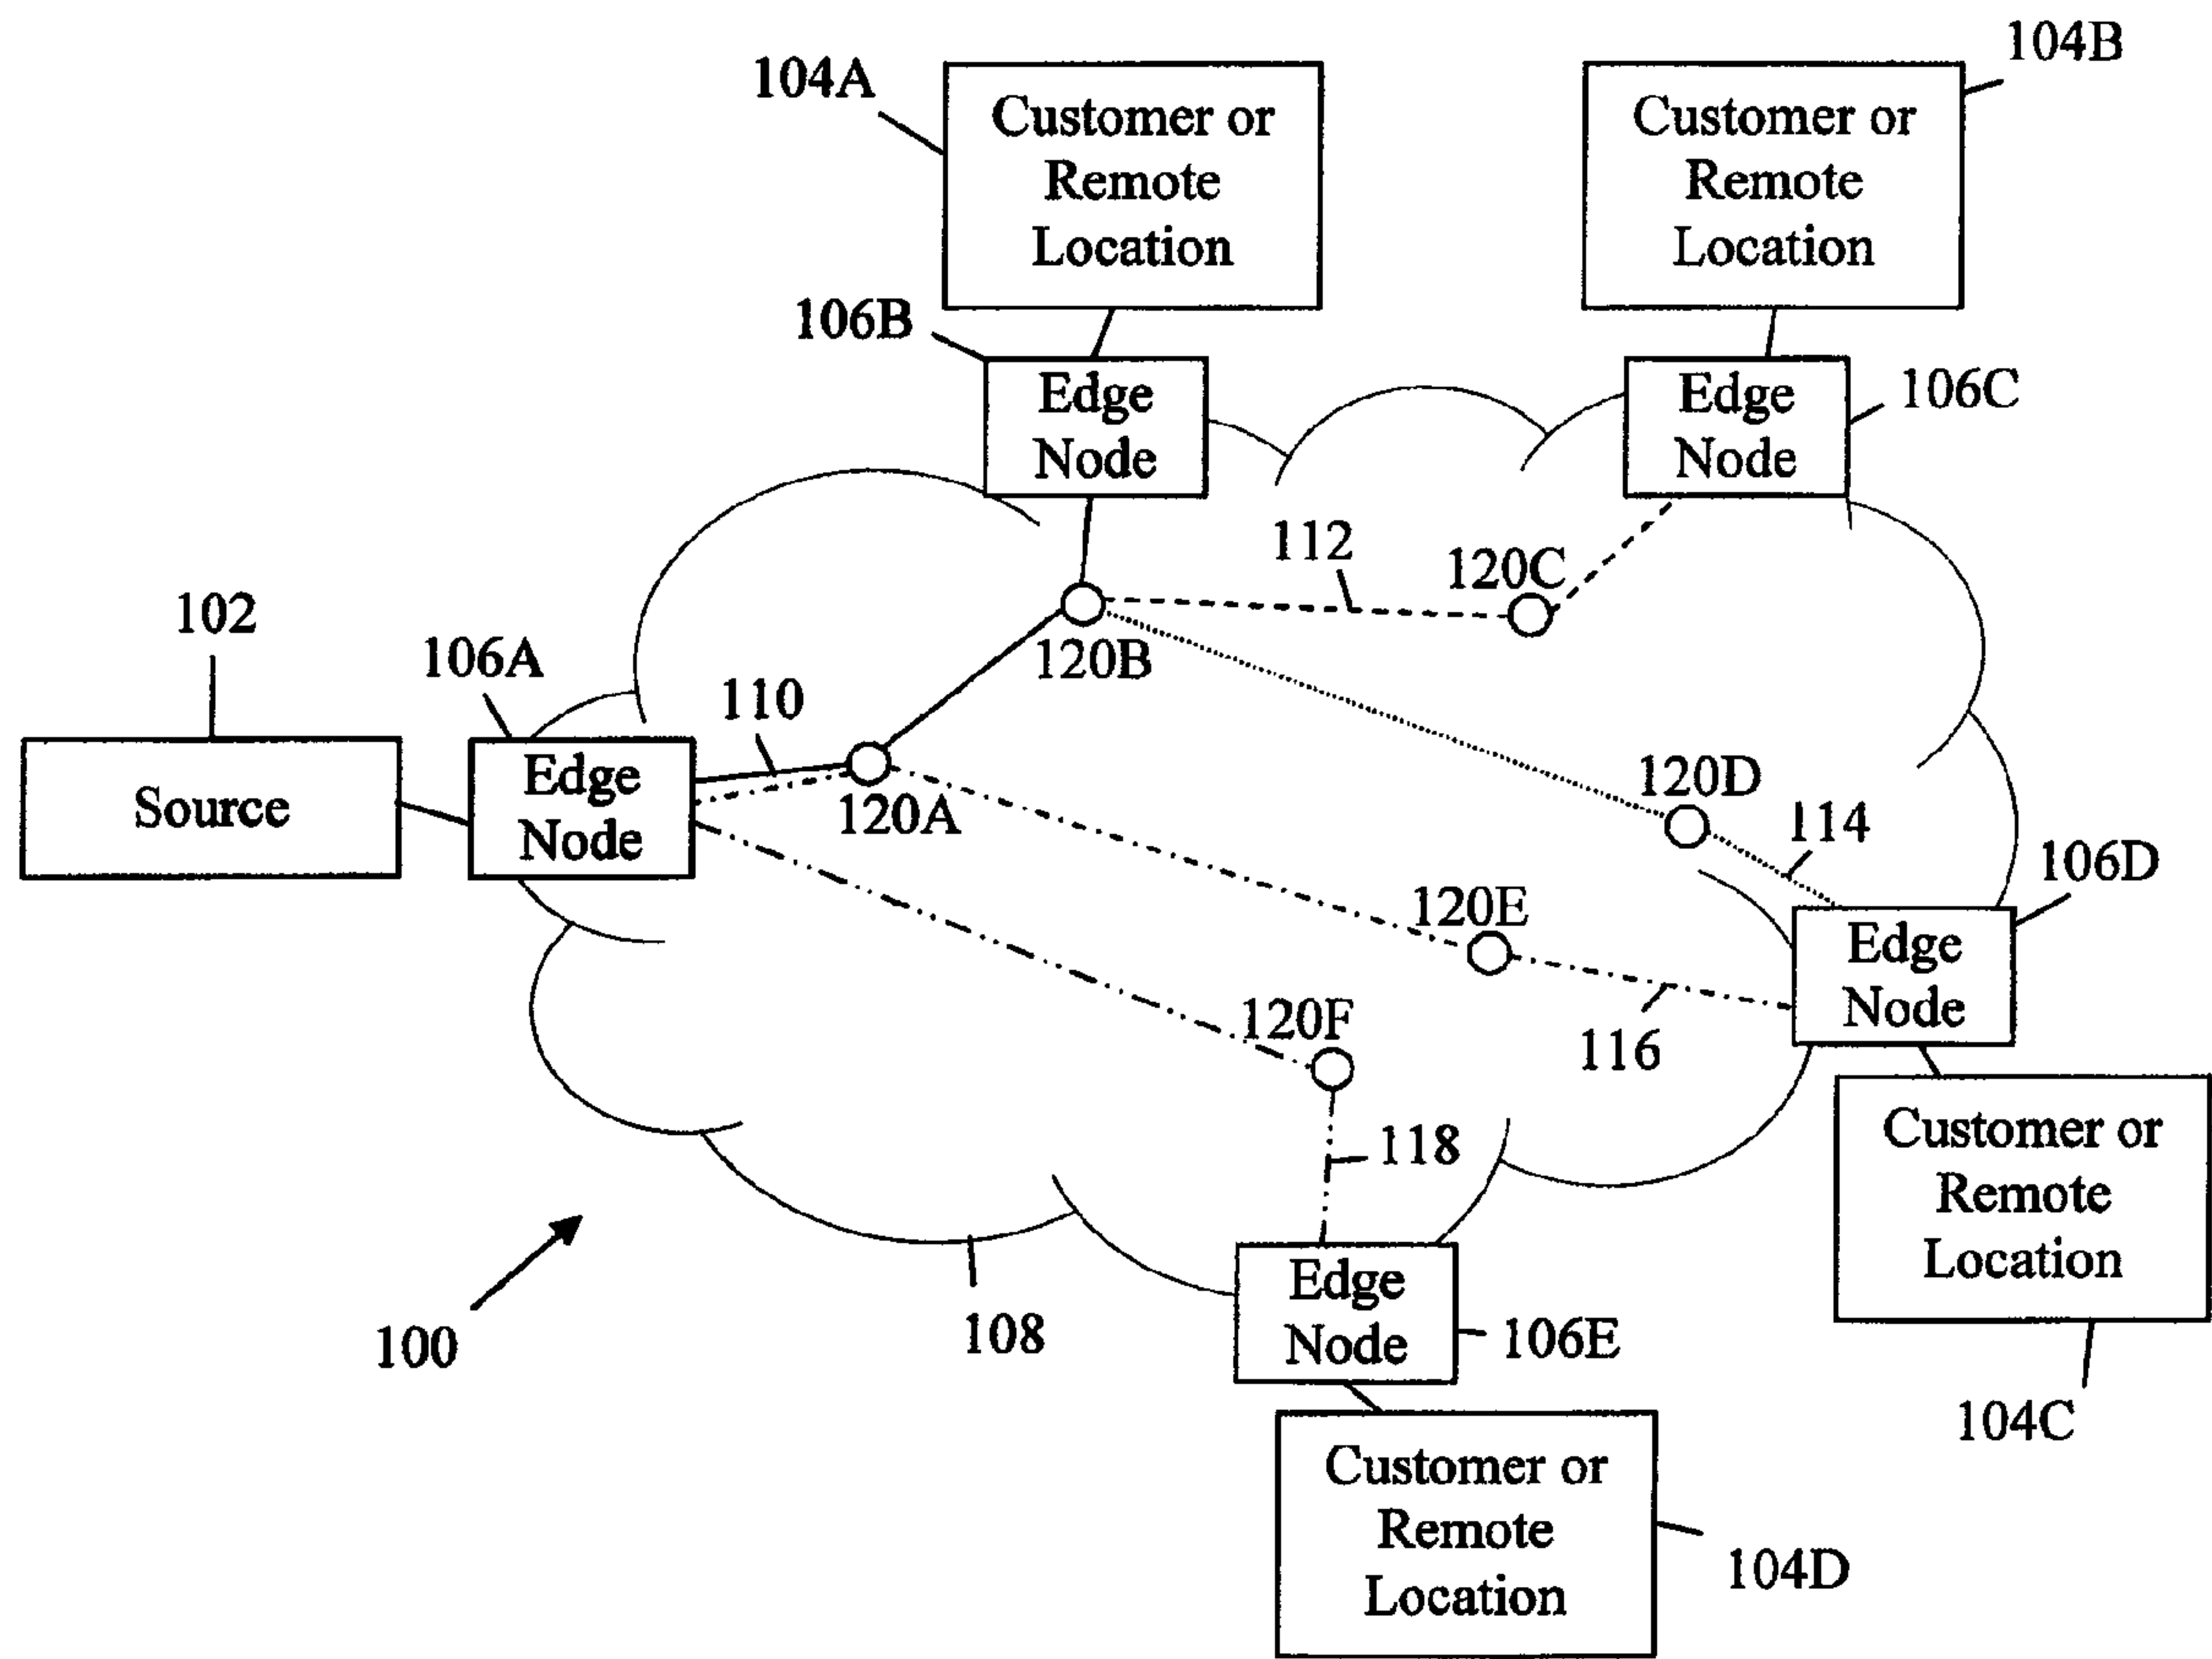 104B
104A
Customer or
Remote
Location
Customer or
Remote
Location
106B
Edge
Node
Edge
Node
106C
112
120C
102
106A
120B
110
Source
Edge
Node
120A
120D
114
106D
120E
Edge
Node
120F
116
118
Customer or
Remote
Location
100
108
Edge
Node
106E
104C
Customer or
Remote
Location
104D